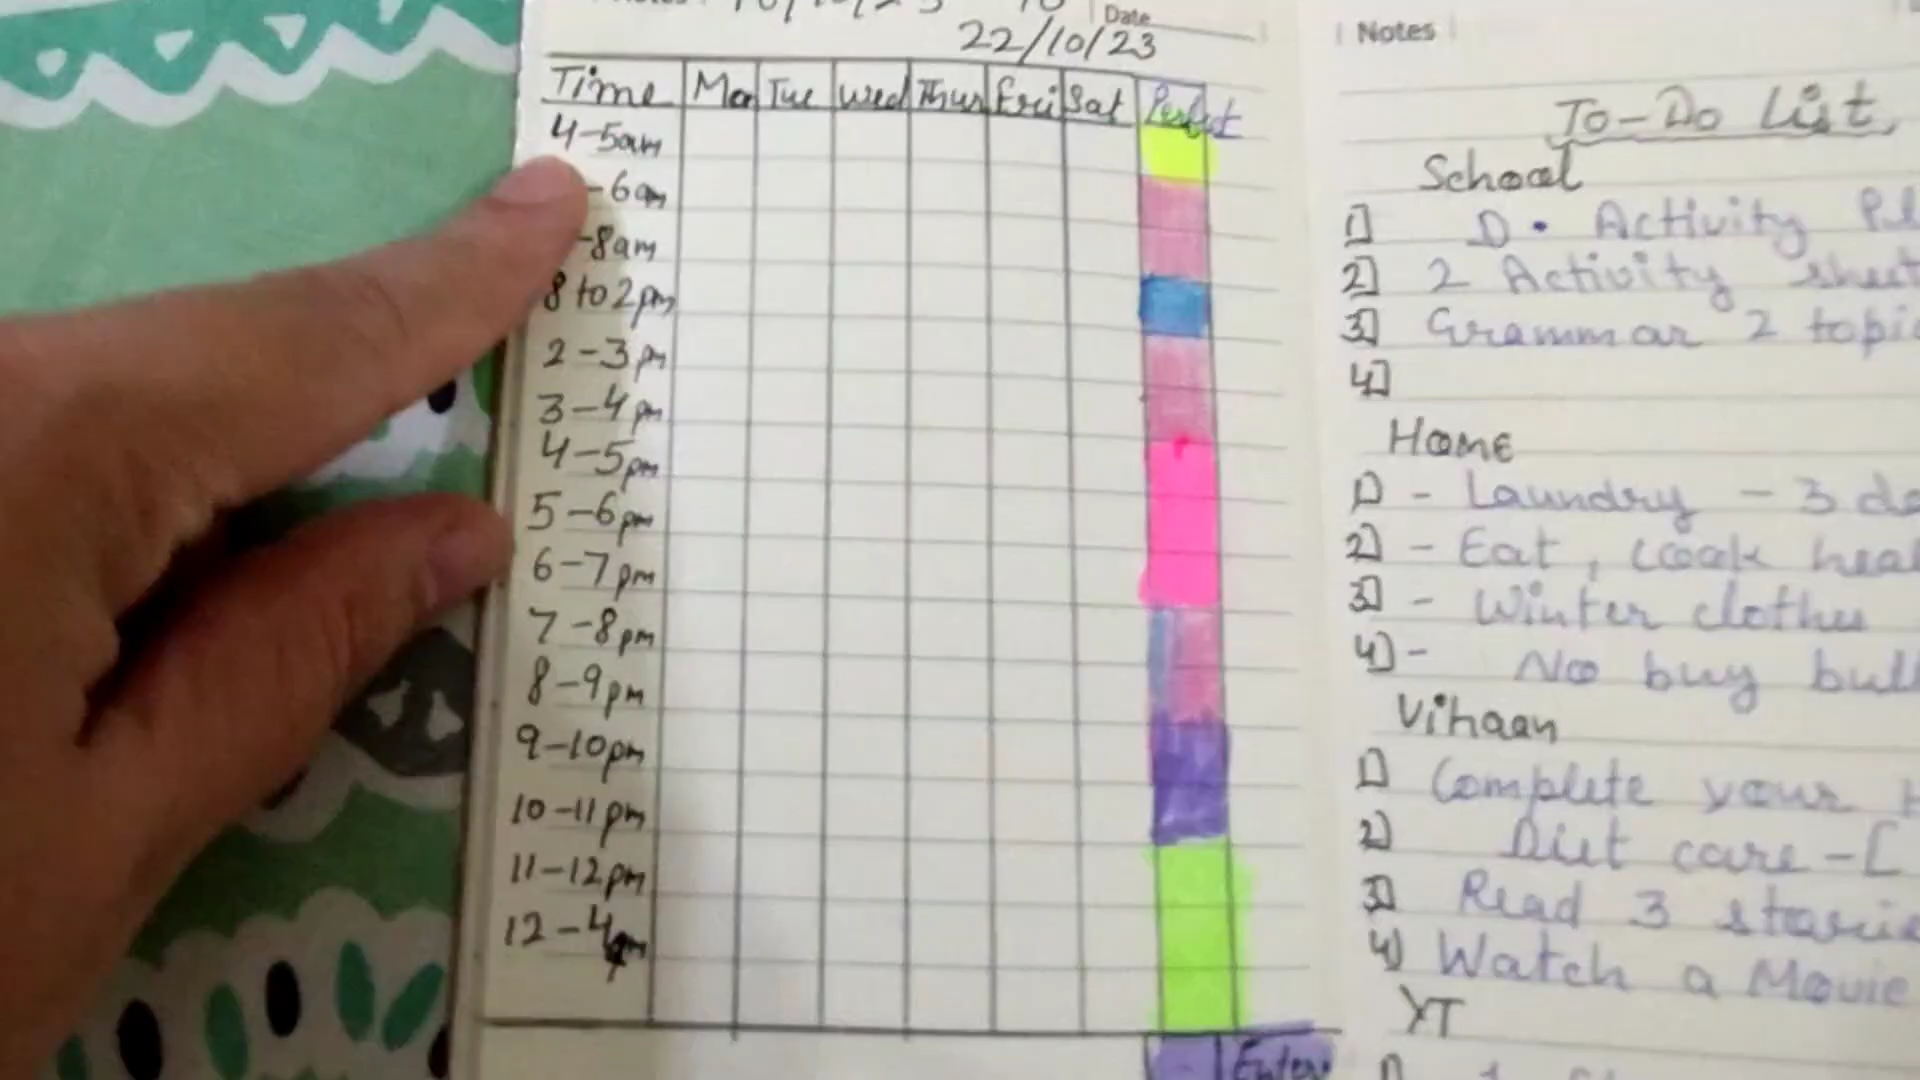 Date
22/10/23
Time Mon Tue Wed Thur Fri Sat Perfect
4-5am
-6am
-8am
8 to 2pm
2-3pm
3-4pm
4-5pm
5-6pm
6-7pm
7-8pm
8-9pm
9-10pm
10-11pm
11-12pm
12-4am
Notes
To-Do List
School
1) D. Activity
2) 2 Activity
3) Grammar 2
4)
Home
1) - Laundry - 3
2) - Eat, cook
3) - Winter clothes
4) - No buy
Vihaan
1) Complete your
2) Diet care -
3) Read 3
4) Watch a Movie
YT